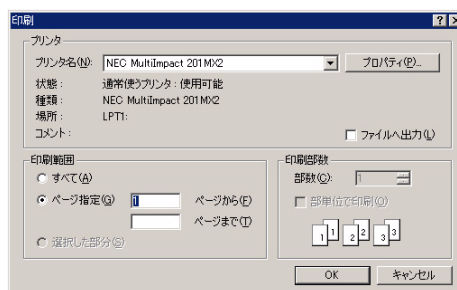 印刷
プリンタ
プリンタ名(N): NEC MultiImpact 201MX2 プロパティ(P)...
状態： 通常使うプリンタ : 使用可能
種類： NEC MultiImpact 201MX2
場所： LPT1:
コメント： ファイルへ出力(L)
印刷範囲
すべて(A)
ページ指定(G) 1 ページから(F)
ページまで(T)
選択した部分(S)
印刷部数
部数(C): 1
部単位で印刷(O)
1 1 2 2 3 3
OK キャンセル